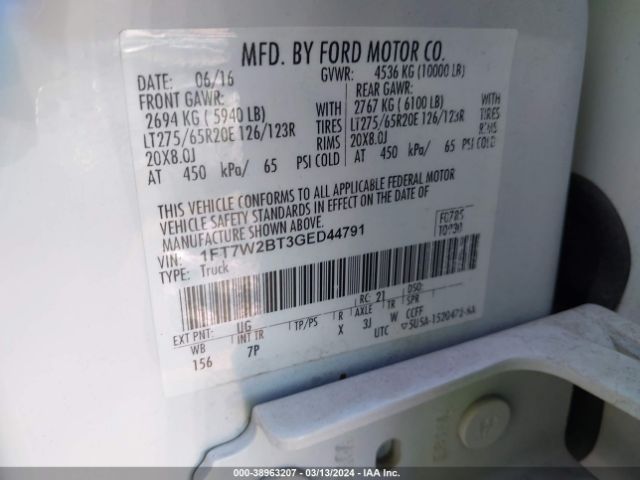 MFD. BY FORD MOTOR CO.
DATE: 06/16 GVWR: 4536 KG (10000 LB)
FRONT GAWR: REAR GAWR:
2694 KG (5940 LB) WITH 2767 KG (6100 LB) WITH
LT275/65R20E 126/123R TIRES LT275/65R20E 126/123R TIRES
20X8.0J RIMS 20X8.0J RIMS
AT 450 kPa/ 65 PSI COLD AT 450 kPa/ 65 PSI COLD
THIS VEHICLE CONFORMS TO ALL APPLICABLE FEDERAL MOTOR
VEHICLE SAFETY STANDARDS IN EFFECT ON THE DATE OF
MANUFACTURE SHOWN ABOVE.
VIN: 1FT7W2BT3GED44791
TYPE: Truck
RC: 21 DSO:
EXT PNT: UG
WB INT TR TP/PS R AXLE TR SPR
156 7P X 3J W CCFF
UTC
000-38963207 / 03/13/2024 - IAA Inc.